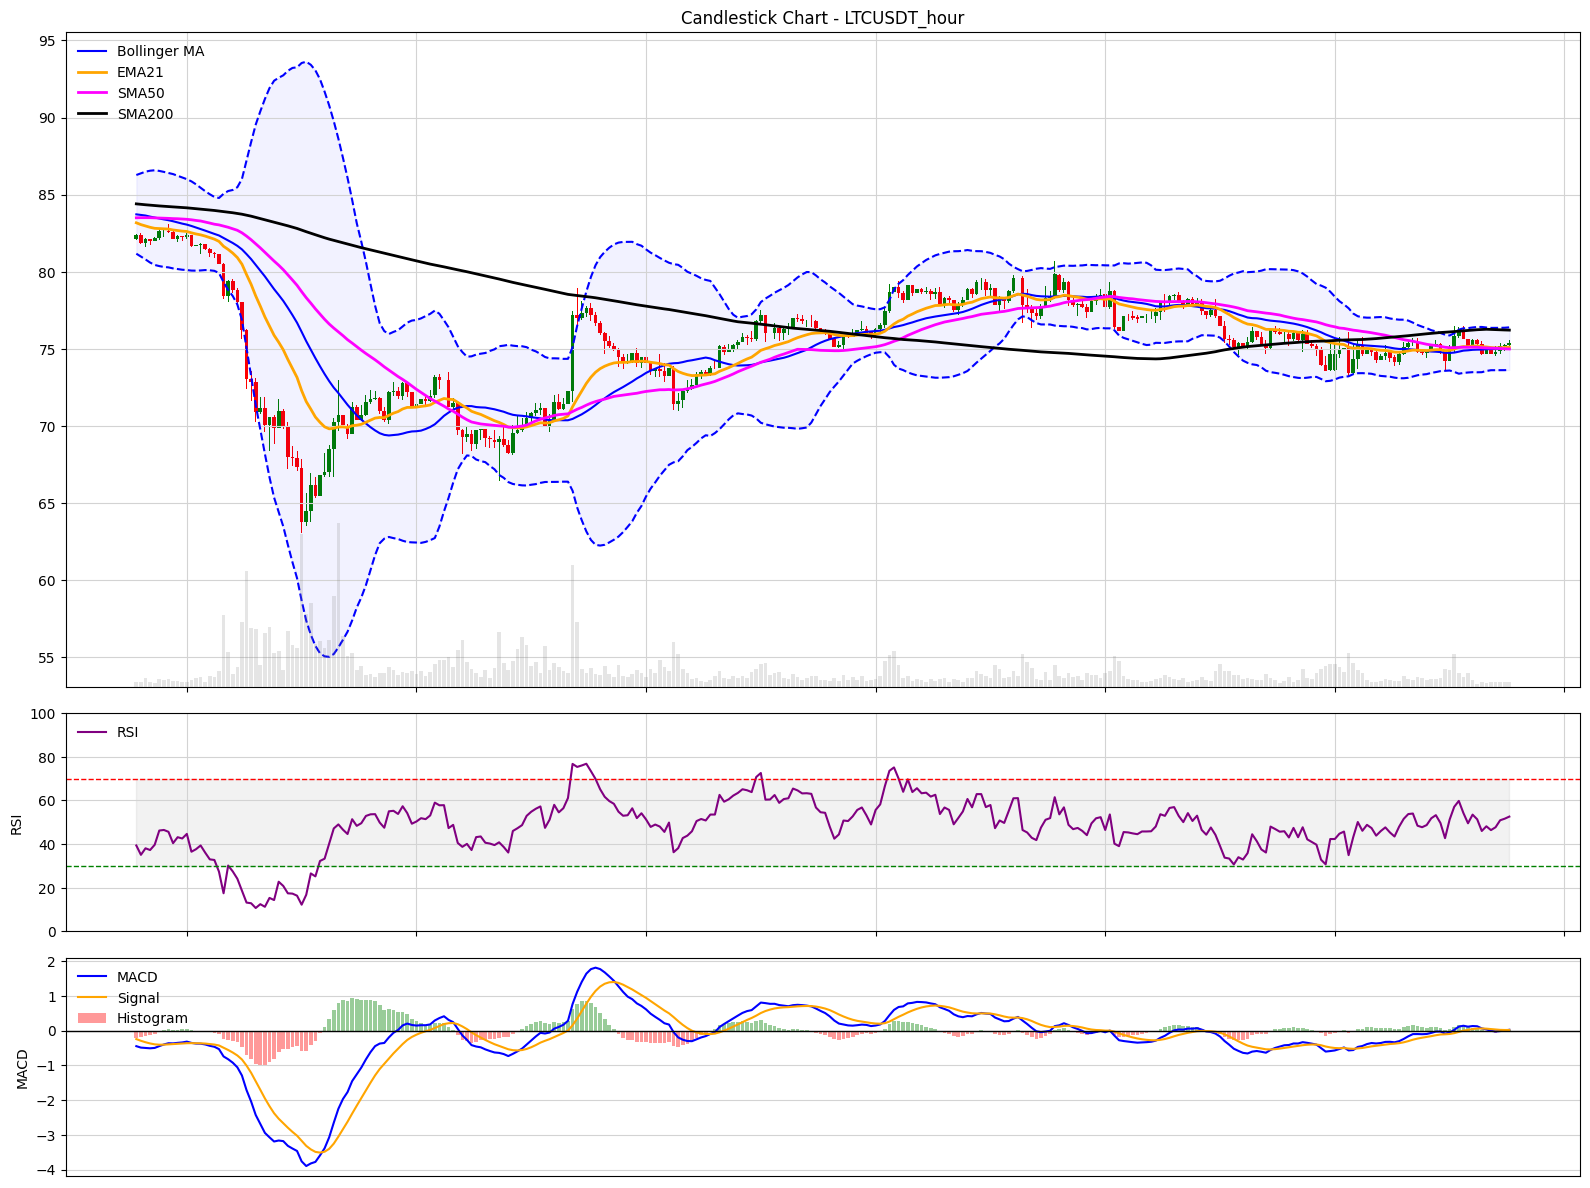 Candlestick Chart - LTCUSDT_hour
95
90
85
80
75
70
65
60
55
Bollinger MA
EMA21
SMA50
SMA200
100
80
60
40
20
0
RSI
RSI
2
1
0
−1
−2
−3
−4
MACD
MACD
Signal
Histogram